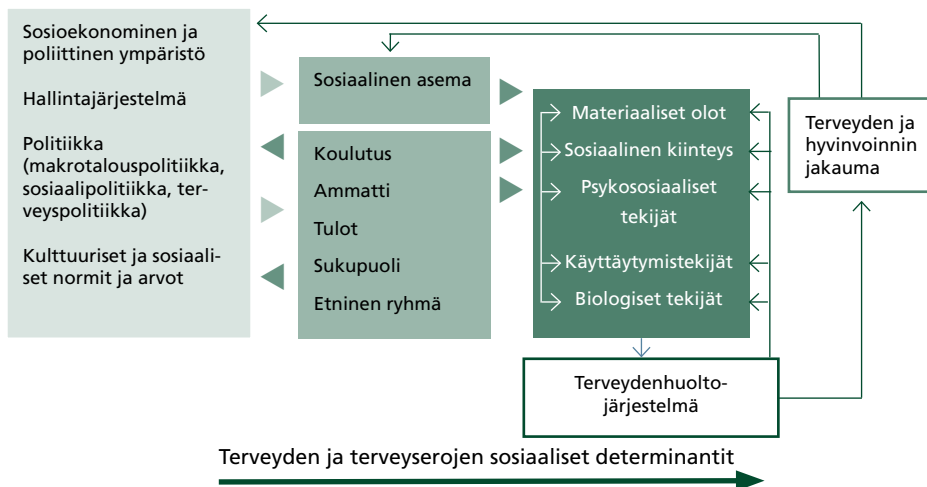 Sosioekonominen ja
poliittinen ympäristö
Hallintajärjestelmä
Politiikka
(makrotalouspolitiikka,
sosiaalipolitiikka, ter-
veyspolitiikka)
Kulttuuriset ja sosiaali-
set normit ja arvot
Sosiaalinen asema
Koulutus
Ammatti
Tulot
Sukupuoli
Etninen ryhmä
Materiaaliset olot
Sosiaalinen kiinteys
Psykososiaaliset
tekijät
Käyttäytymistekijät
Biologiset tekijät
Terveyden ja
hyvinvoinnin
jakauma
Terveydenhuolto-
järjestelmä
Terveyden ja terveyserojen sosiaaliset determinantit